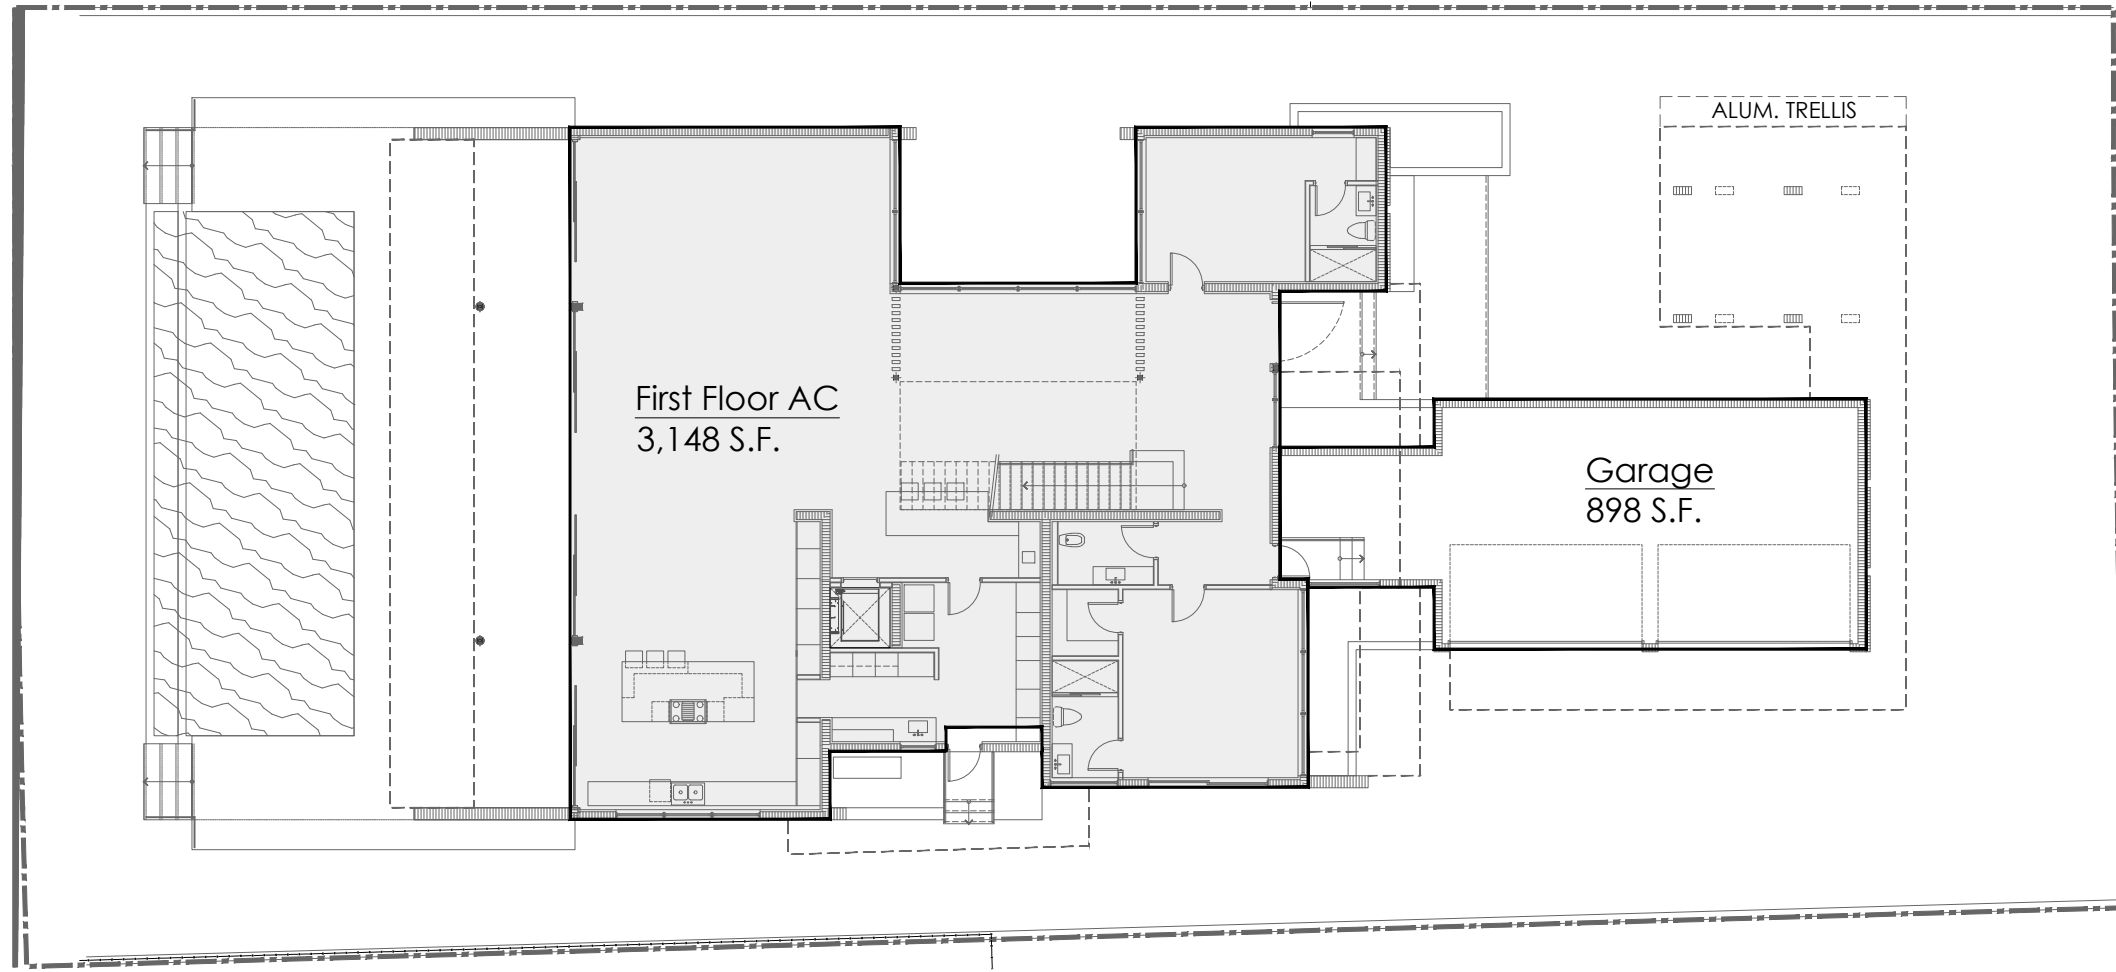 ALUM. TRELLIS
First Floor AC
3,148 S.F.
Garage
898 S.F.